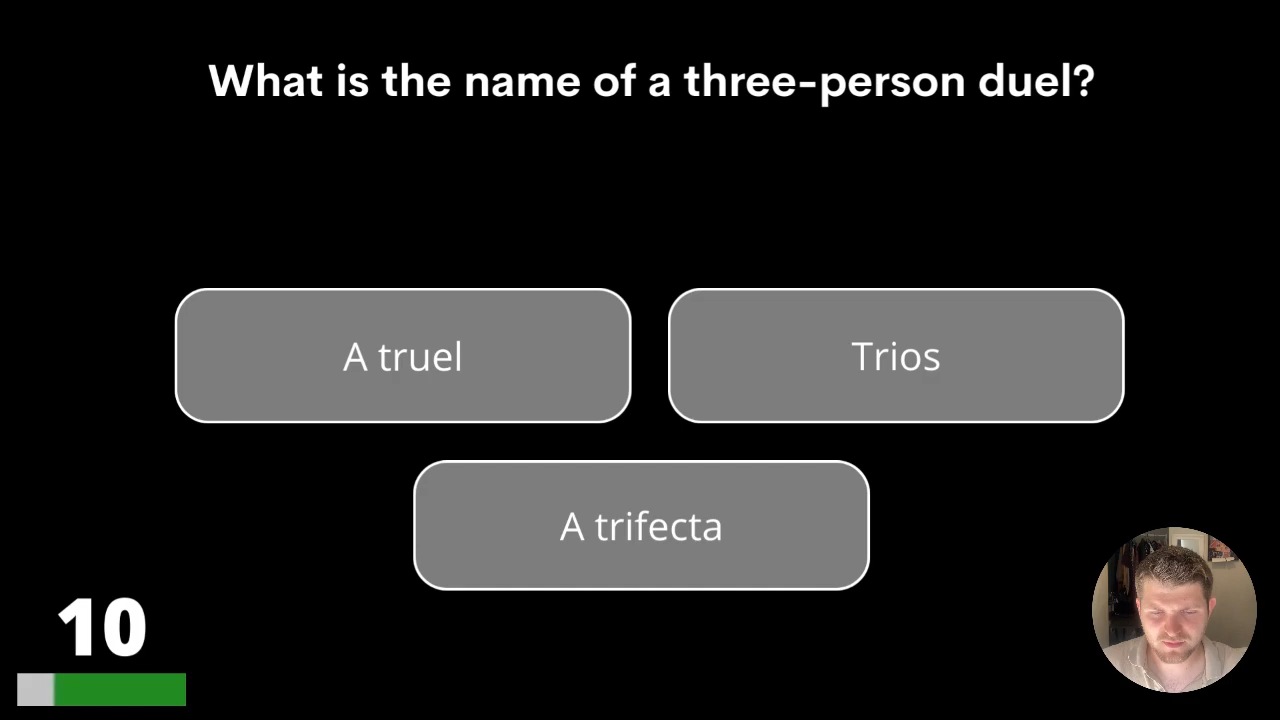 What is the name of a three-person duel?
A truel
Trios
A trifecta
10